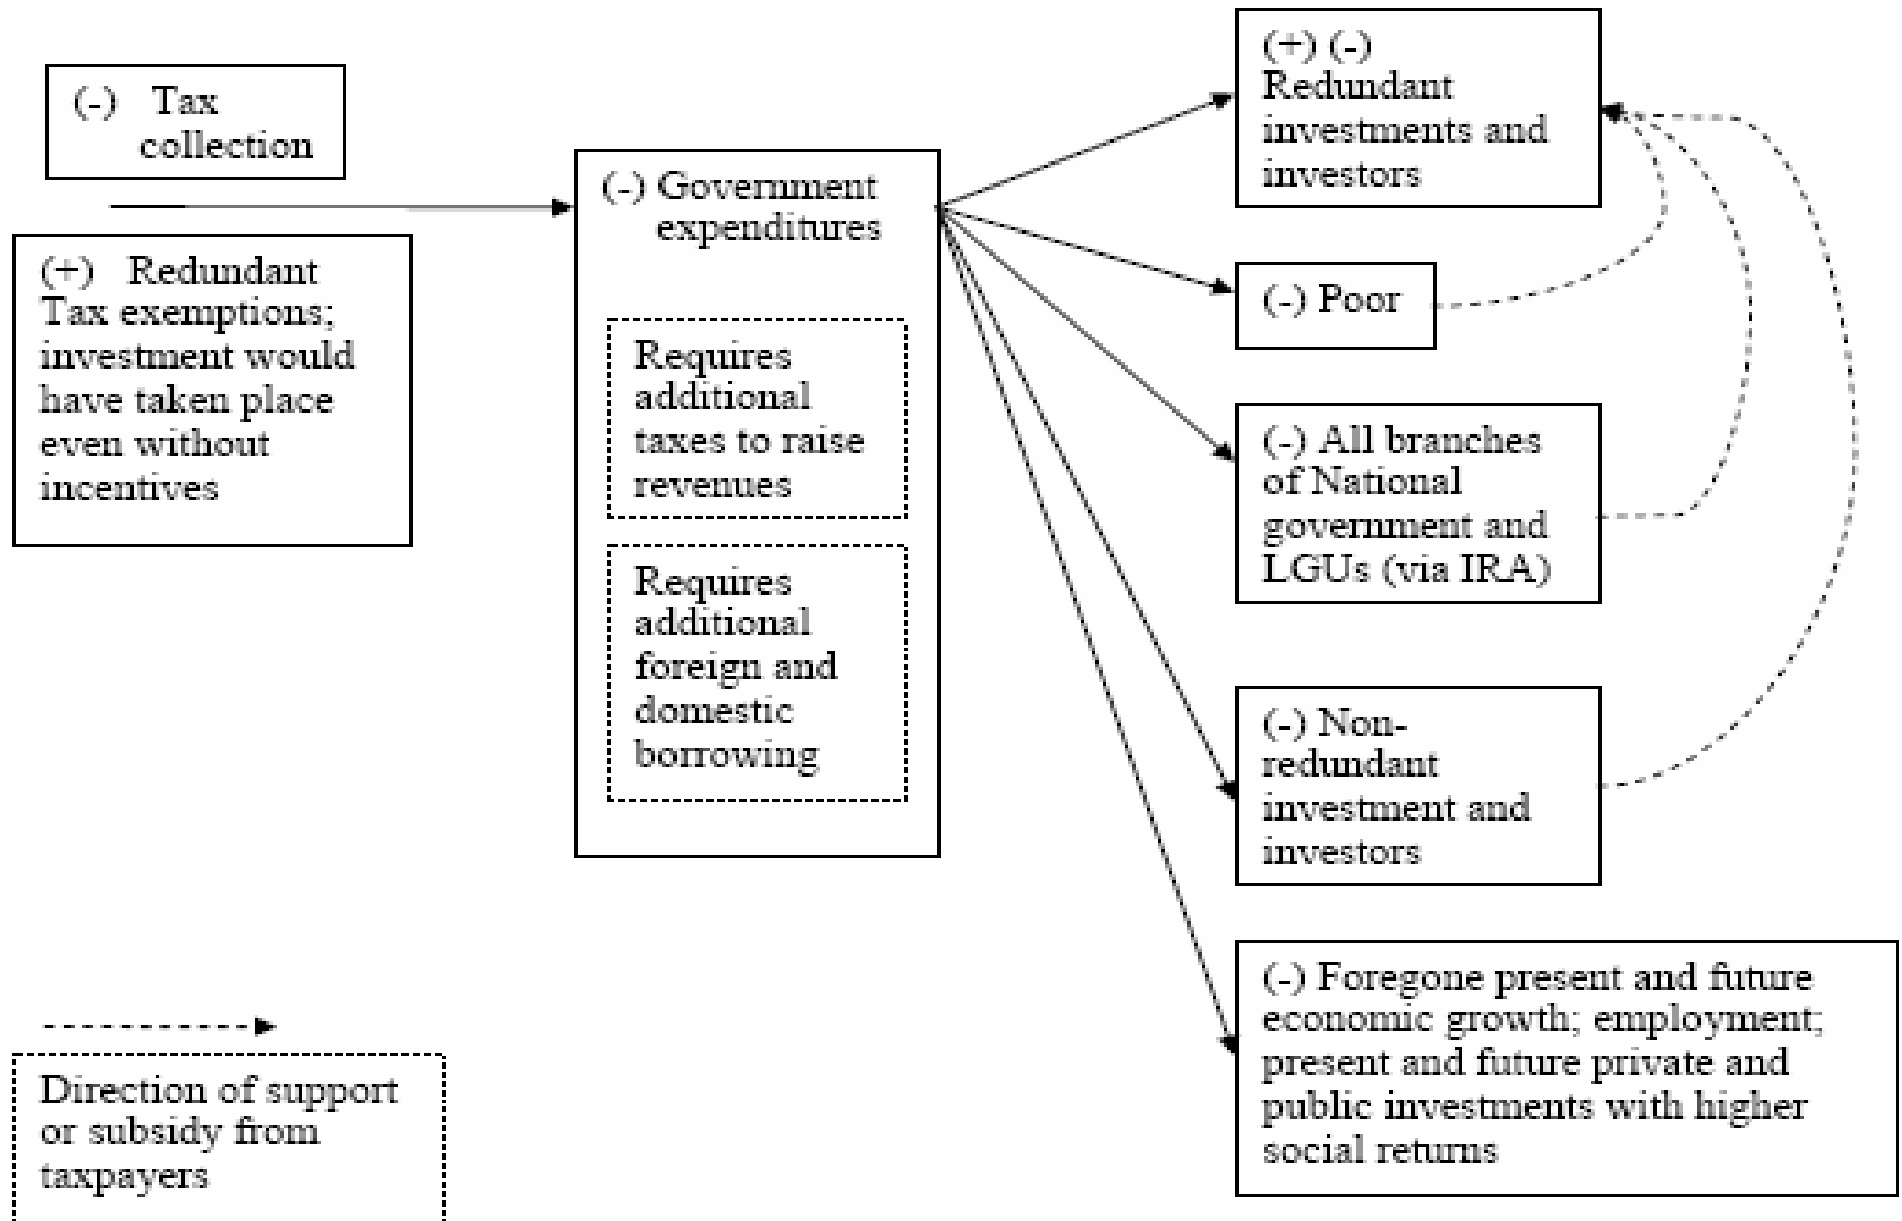 (-) Tax
collection
(+) Redundant
Tax exemptions;
investment would
have taken place
even without
incentives
(-) Government
expenditures
Requires
additional
taxes to raise
revenues
Requires
additional
foreign and
domestic
borrowing
(+) (-)
Redundant
investments and
investors
(-) Poor
(-) All branches
of National
government and
LGUs (via IRA)
(-) Non-
redundant
investment and
investors
(-) Foregone present and future
economic growth; employment;
present and future private and
public investments with higher
social returns
Direction of support
or subsidy from
taxpayers